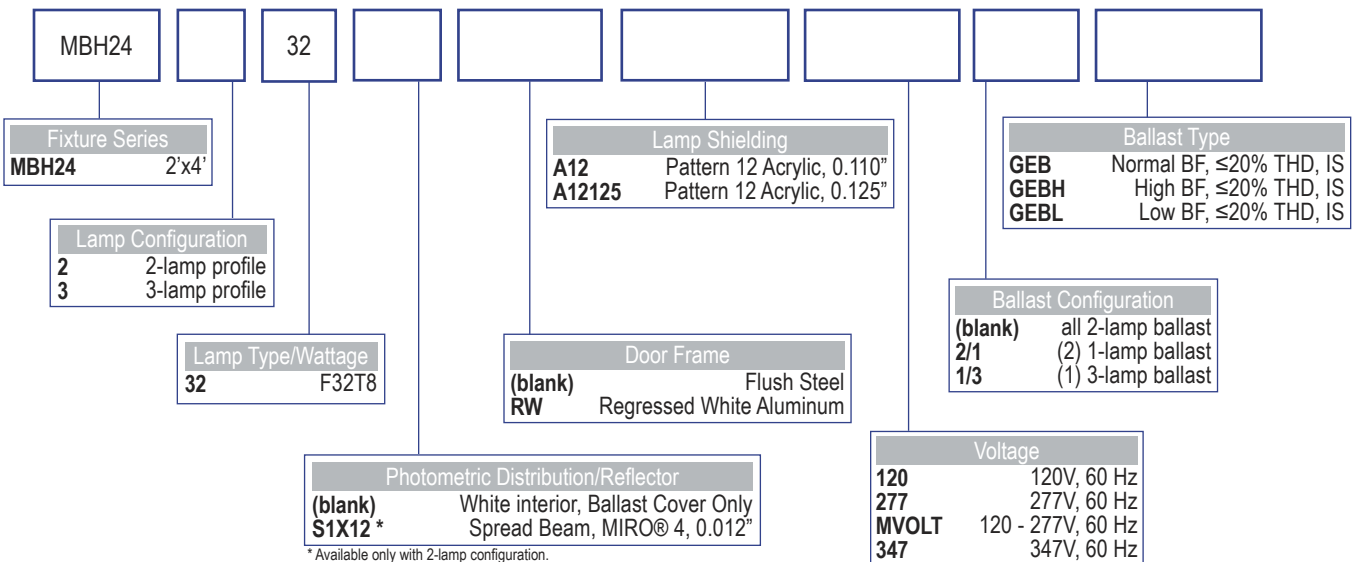 MBH24 32
Fixture Series
MBH24 2'x4'
Lamp Configuration
2 2-lamp profile
3 3-lamp profile
Lamp Type/Wattage
32 F32T8
Photometric Distribution/Reflector
(blank) White interior, Ballast Cover Only
S1X12 * Spread Beam, MIRO® 4, 0.012”
* Available only with 2-lamp configuration.
Door Frame
(blank) Flush Steel
RW Regressed White Aluminum
Lamp Shielding
A12 Pattern 12 Acrylic, 0.110”
A12125 Pattern 12 Acrylic, 0.125”
Voltage
120 120V, 60 Hz
277 277V, 60 Hz
MVOLT 120 - 277V, 60 Hz
347 347V, 60 Hz
Ballast Configuration
(blank) all 2-lamp ballast
2/1 (2) 1-lamp ballast
1/3 (1) 3-lamp ballast
Ballast Type
GEB Normal BF, ≤20% THD, IS
GEBH High BF, ≤20% THD, IS
GEBL Low BF, ≤20% THD, IS